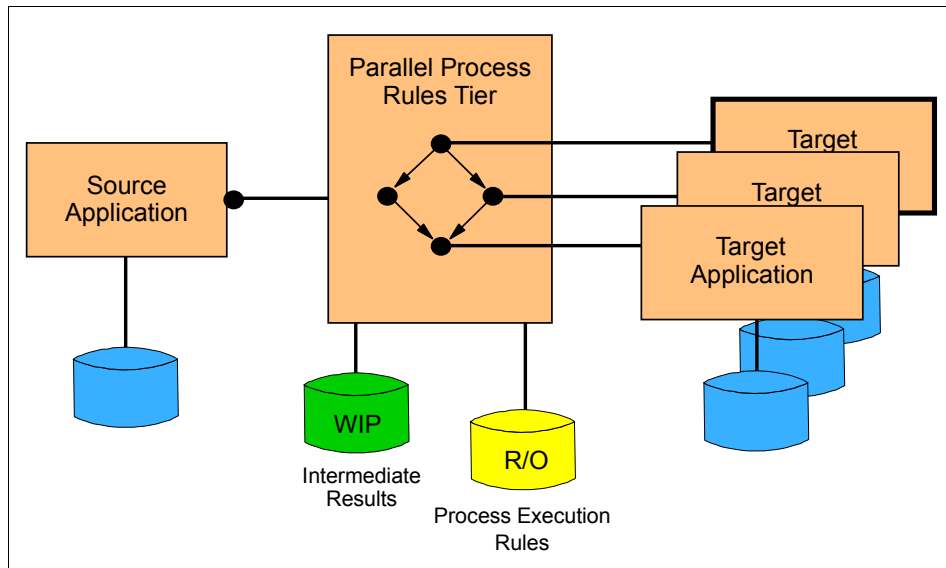 Parallel Process
Rules Tier
Source
Application
Target
Target
Target
Application
WIP
Intermediate
Results
R/O
Process Execution
Rules